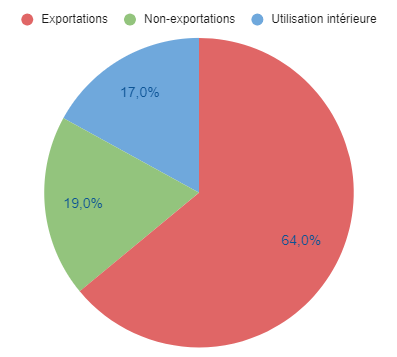 Exportations Non-exportations Utilisation intérieure
17,0%
19,0%
64,0%